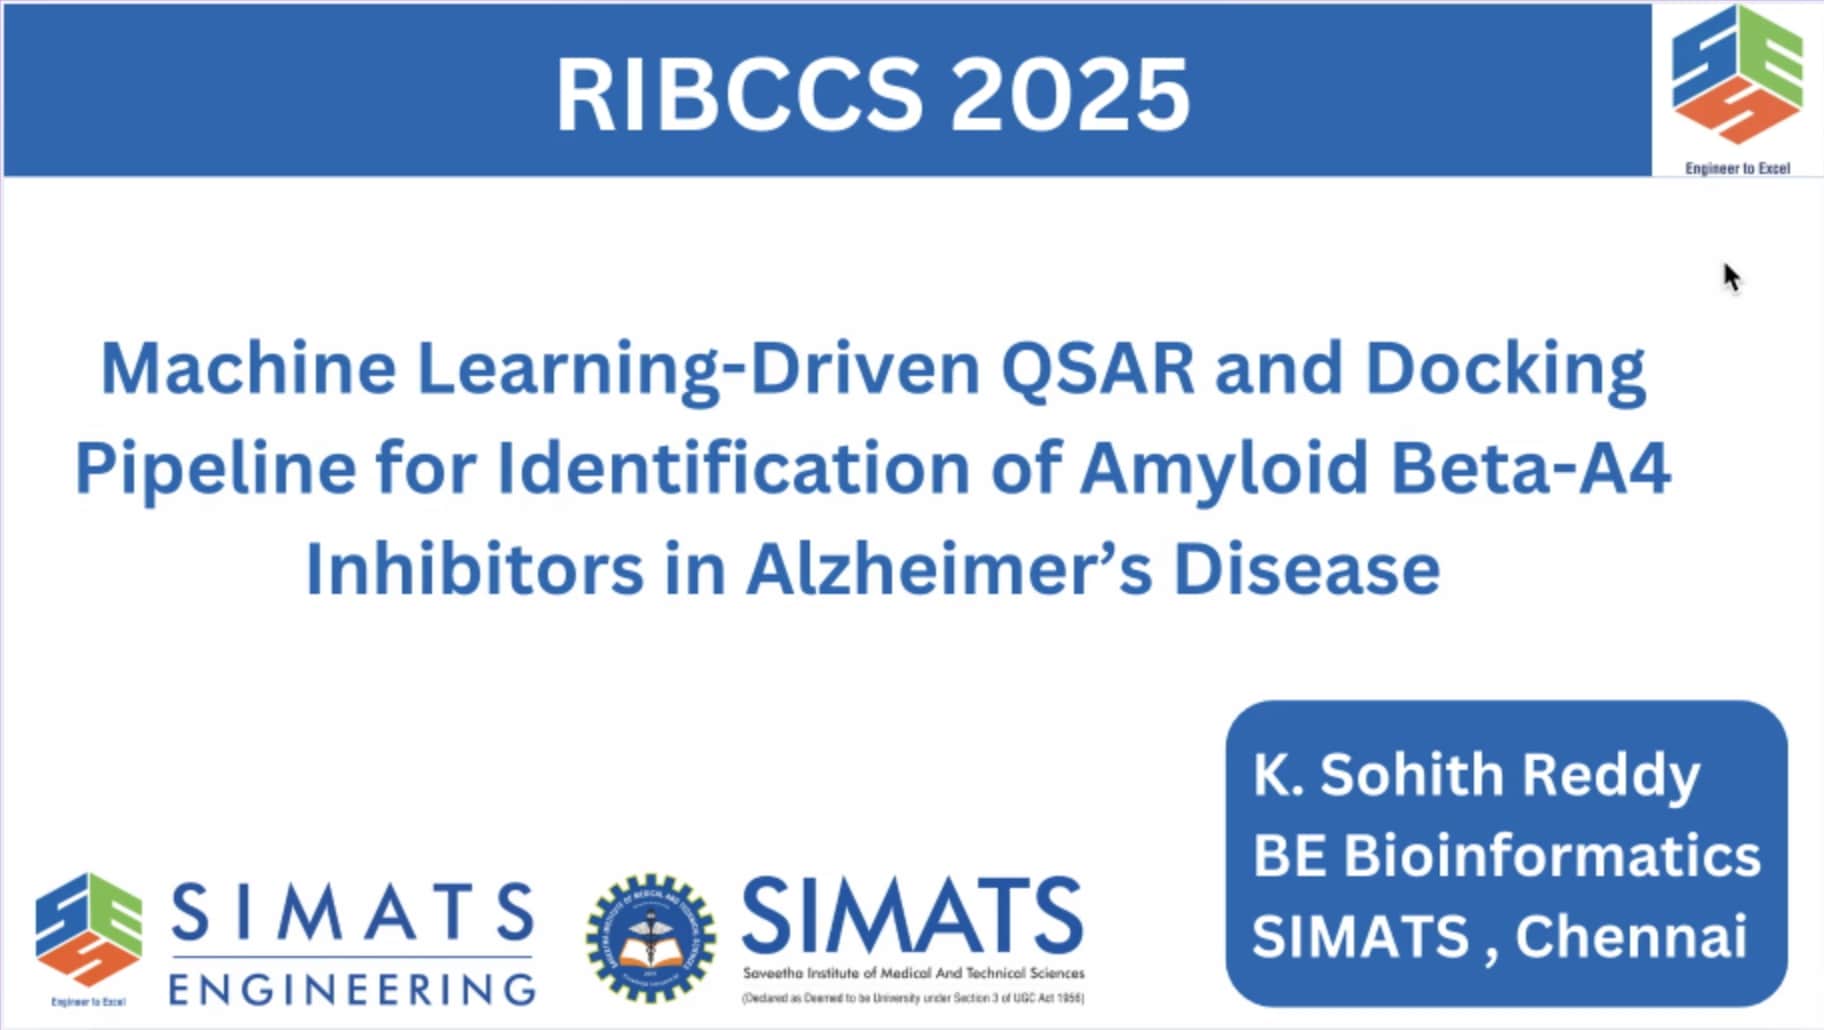 RIBCCS 2025
Engineer to Excel
Machine Learning-Driven QSAR and Docking
Pipeline for Identification of Amyloid Beta-A4
Inhibitors in Alzheimer’s Disease
K. Sohith Reddy
BE Bioinformatics
SIMATS , Chennai
SIMATS
ENGINEERING
Engineer to Excel
SIMATS
Saveetha Institute of Medical And Technical Sciences
(Declared as Deemed to be University under Section 3 of UGC Act 1956)